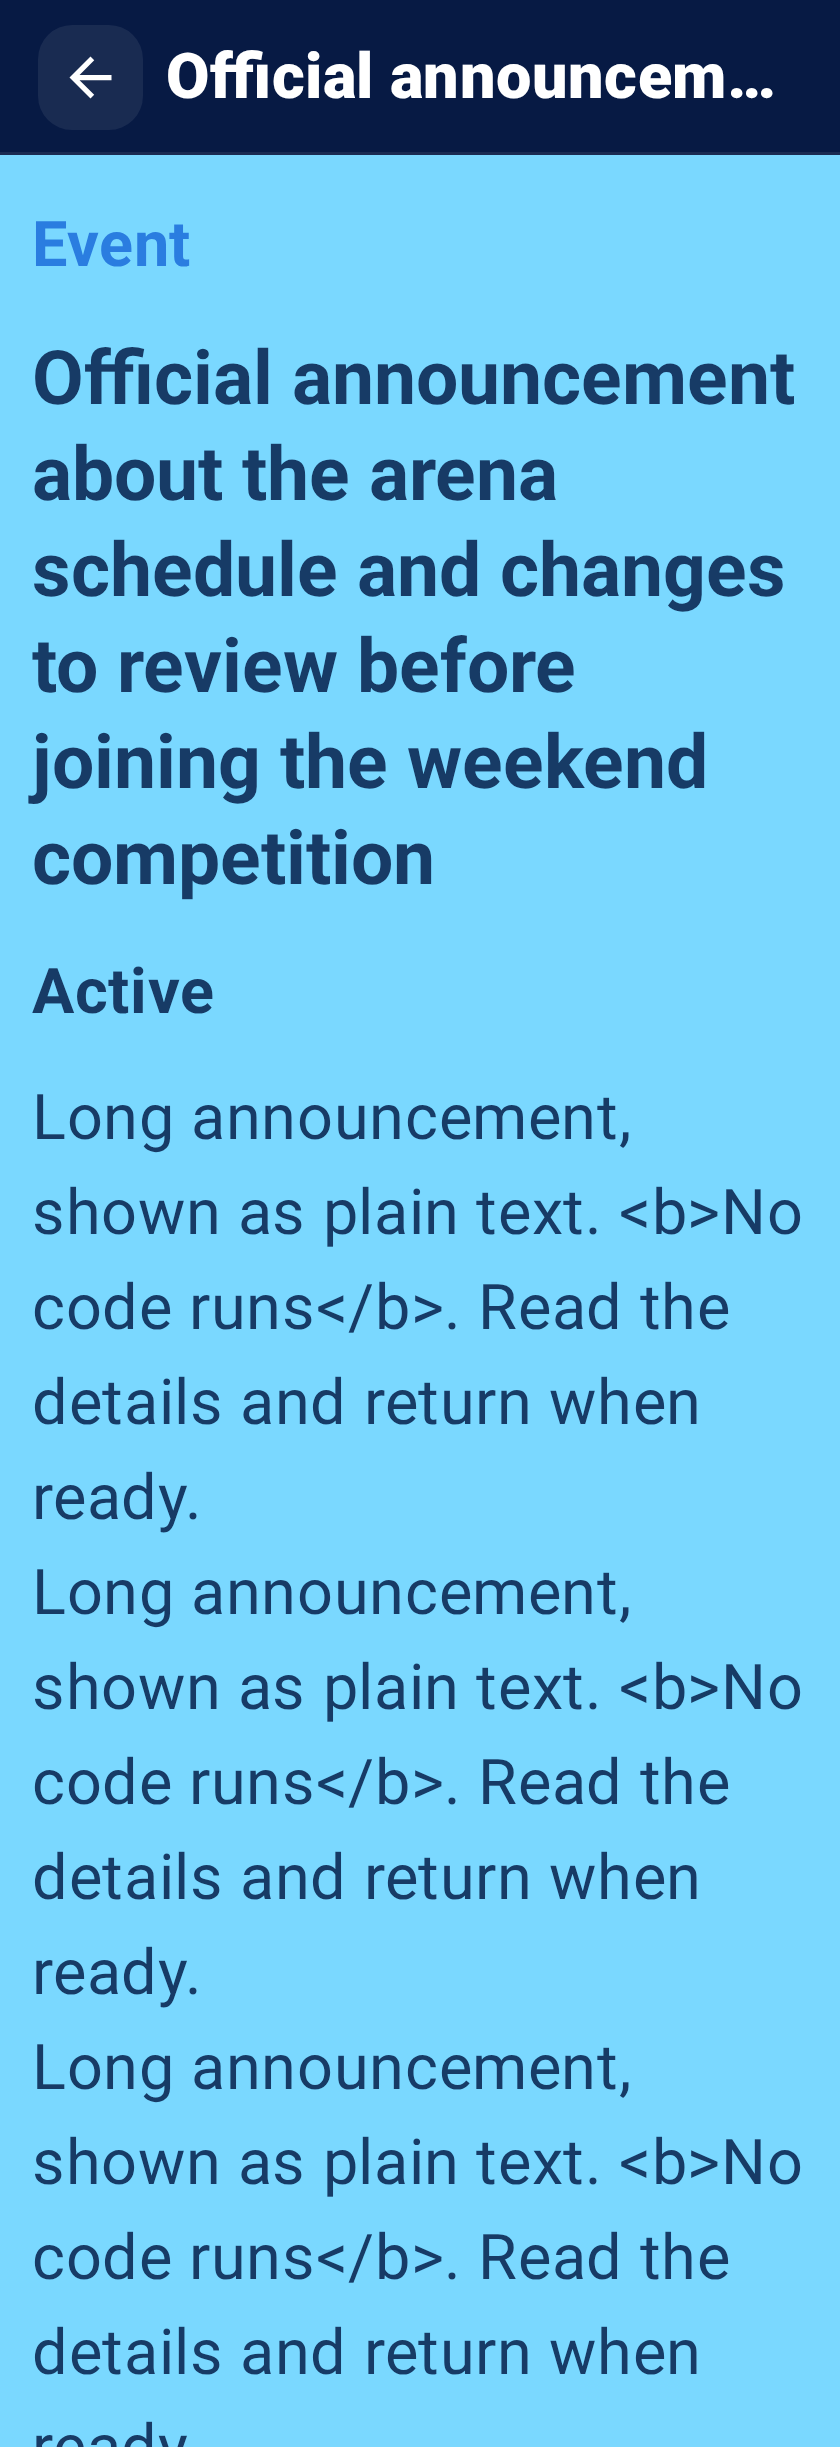 Official announcem...
Event
Official announcement
about the arena
schedule and changes
to review before
joining the weekend
competition
Active
Long announcement,
shown as plain text. <b>No
code runs</b>. Read the
details and return when
ready.
Long announcement,
shown as plain text. <b>No
code runs</b>. Read the
details and return when
ready.
Long announcement,
shown as plain text. <b>No
code runs</b>. Read the
details and return when
ready